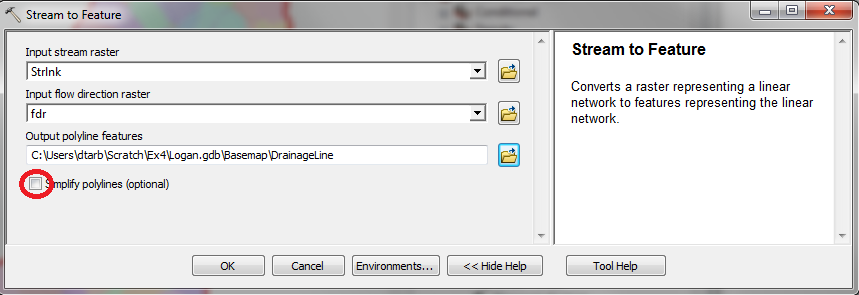 Conditional
Stream to Feature
Input stream raster
Strlnk
Input flow direction raster
fdr
Output polyline features
C:\Users\dtarb\Scratch\Ex4\Logan.gdb\Basemap\DrainageLine
Simplify polylines (optional)
Stream to Feature
Converts a raster representing a linear
network to features representing the linear
network.
OK
Cancel
Environments...
<< Hide Help
Tool Help